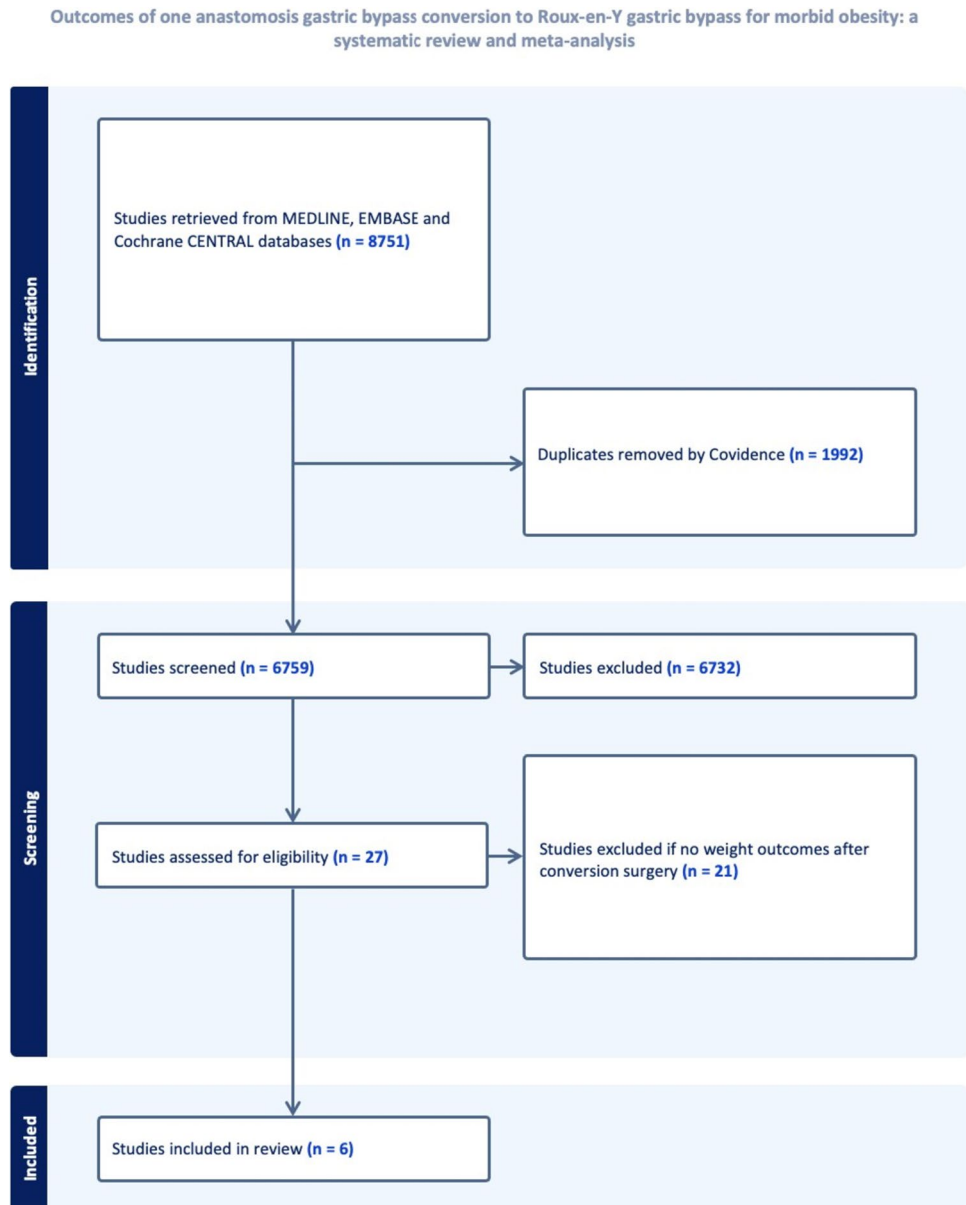 Outcomes of one anastomosis gastric bypass conversion to Roux-en-Y gastric bypass for morbid obesity: a
systematic review and meta-analysis
Identification
Studies retrieved from MEDLINE, EMBASE and
Cochrane CENTRAL databases (n = 8751)
Duplicates removed by Covidence (n = 1992)
Screening
Studies screened (n = 6759)
Studies excluded (n = 6732)
Studies assessed for eligibility (n = 27)
Studies excluded if no weight outcomes after
conversion surgery (n = 21)
Included
Studies included in review (n = 6)